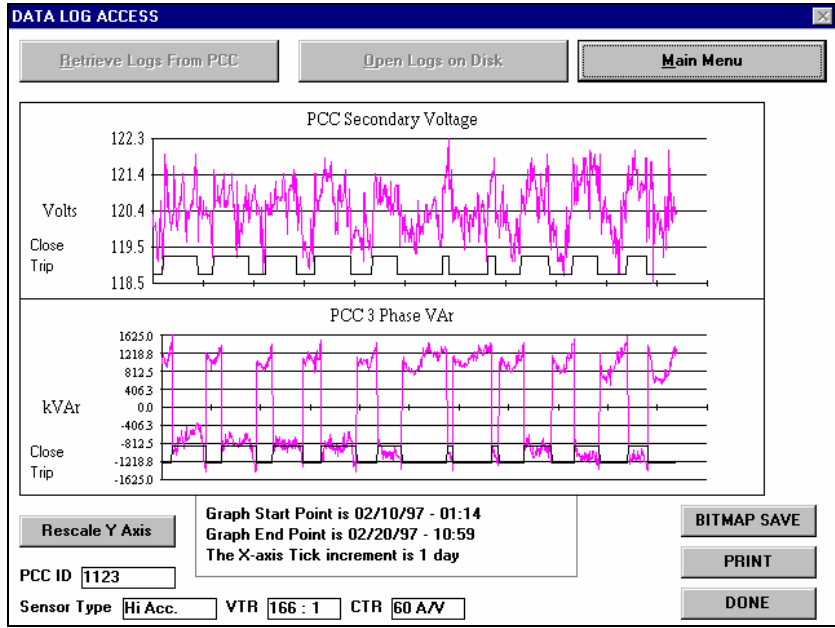 DATA LOG ACCESS
Retrieve Logs From PCC
Open Logs on Disk
Main Menu
PCC Secondary Voltage
122.3
121.4
Volts
120.4
Close
119.5
Trip
118.5
PCC 3 Phase VAr
1625.0
1218.8
812.5
406.3
kVAr
0.0
-406.3
-812.5
Close
-1218.8
Trip
-1625.0
Rescale Y Axis
Graph Start Point is 02/10/97 - 01:14
Graph End Point is 02/20/97 - 10:59
The X-axis Tick increment is 1 day
BITMAP SAVE
PRINT
DONE
PCC ID 1123
Sensor Type Hi Acc. VTR 166 : 1 CTR 60 A/V